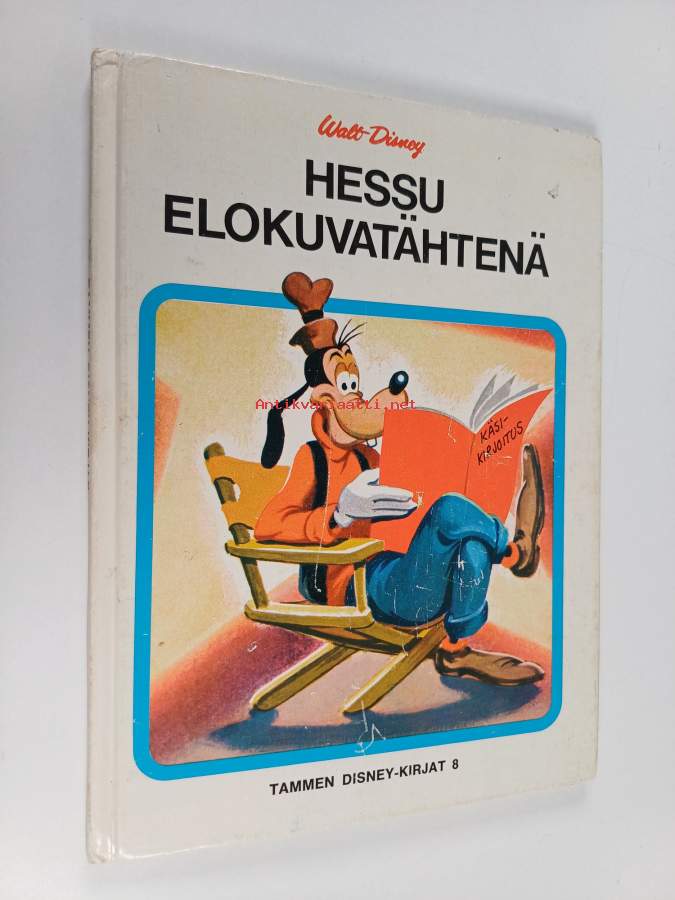 Walt Disney
HESSU
ELOKUVATÄHTENÄ
Antikvariaatti.net
KÄSI-
KIRJOITUS
TAMMEN DISNEY-KIRJAT 8